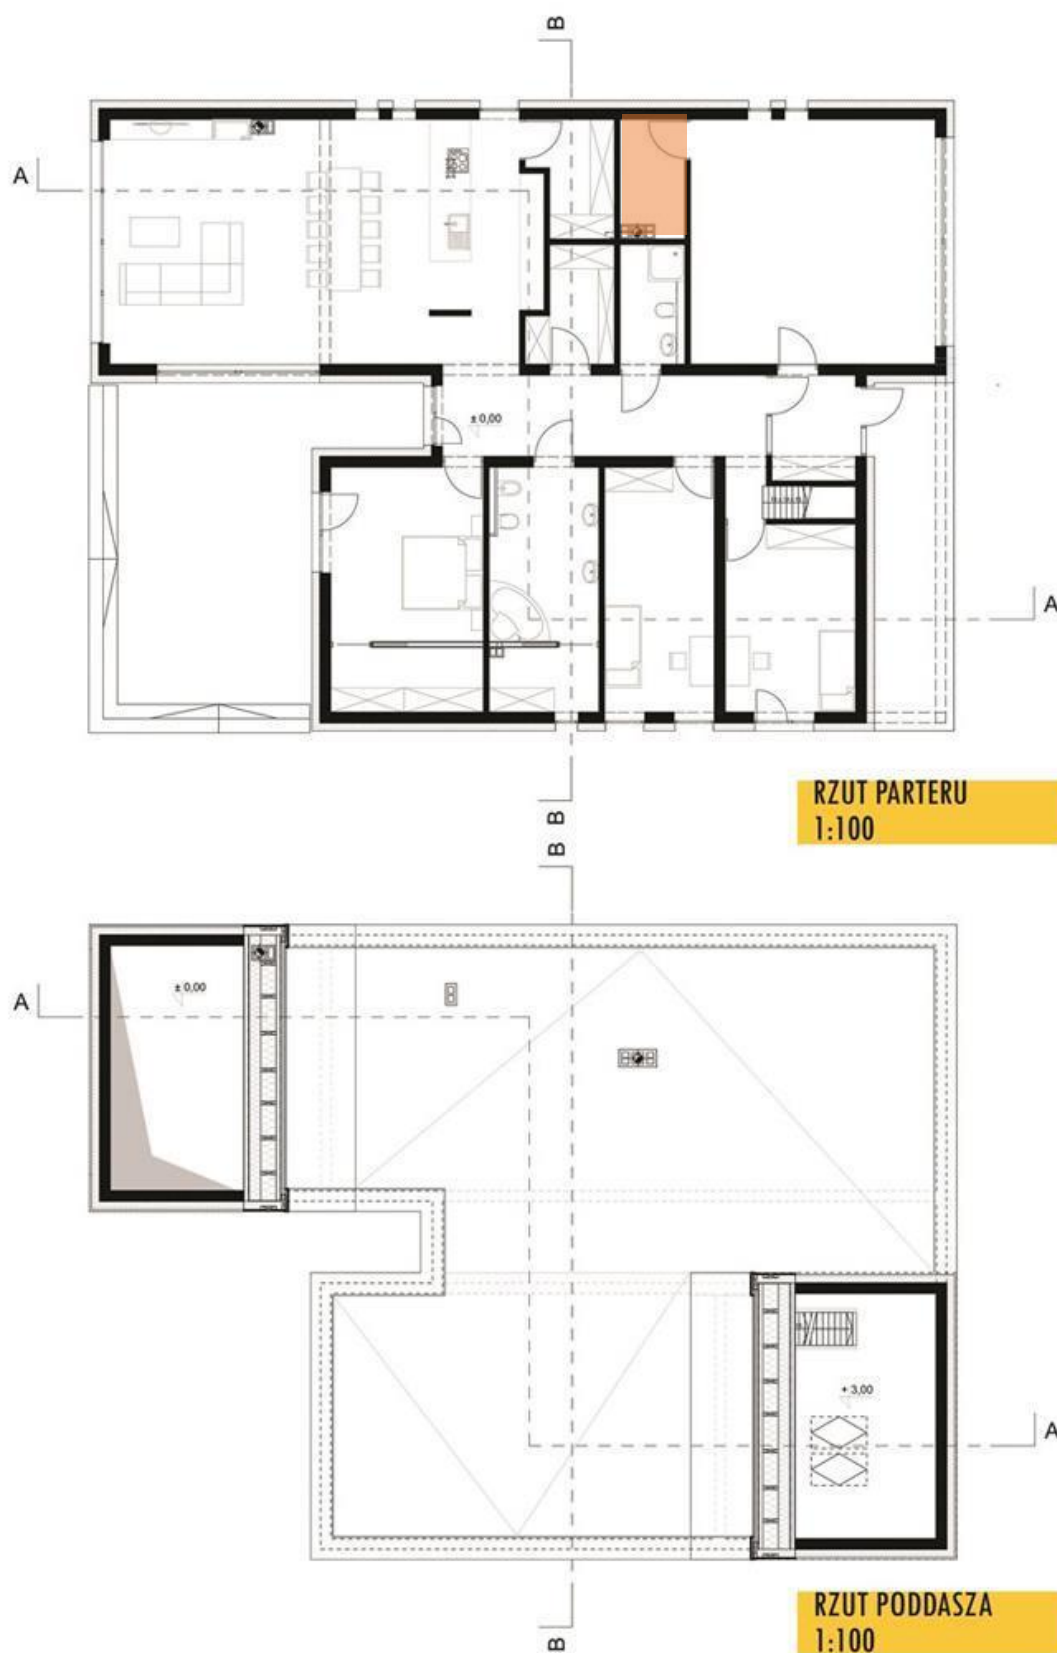 B
A
± 0,00
A
B
RZUT PARTERU
1:100
B
A
± 0,00
+ 3,00
A
B
RZUT PODDASZA
1:100